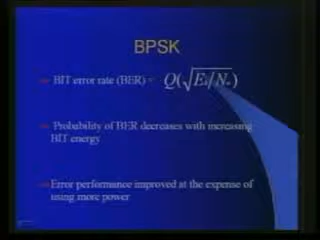 BPSK
BIT error rate (BER) = Q(√E₀/Nₒ)
Probability of BER decreases with increasing
BIT energy
Error performance improved at the expense of
using more power